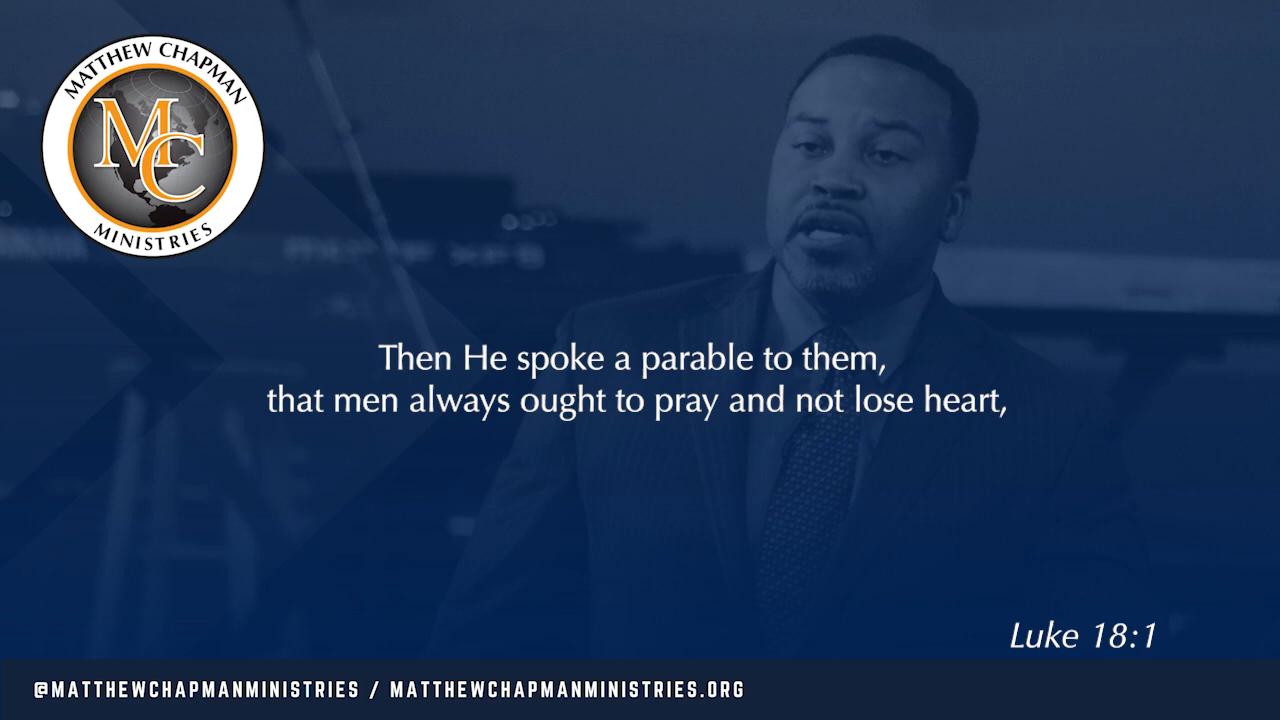 MATTHEW CHAPMAN
MC
MINISTRIES
Then He spoke a parable to them,
that men always ought to pray and not lose heart,
Luke 18:1
@MATTHEWCHAPMANMINISTRIES / MATTHEWCHAPMANMINISTRIES.ORG